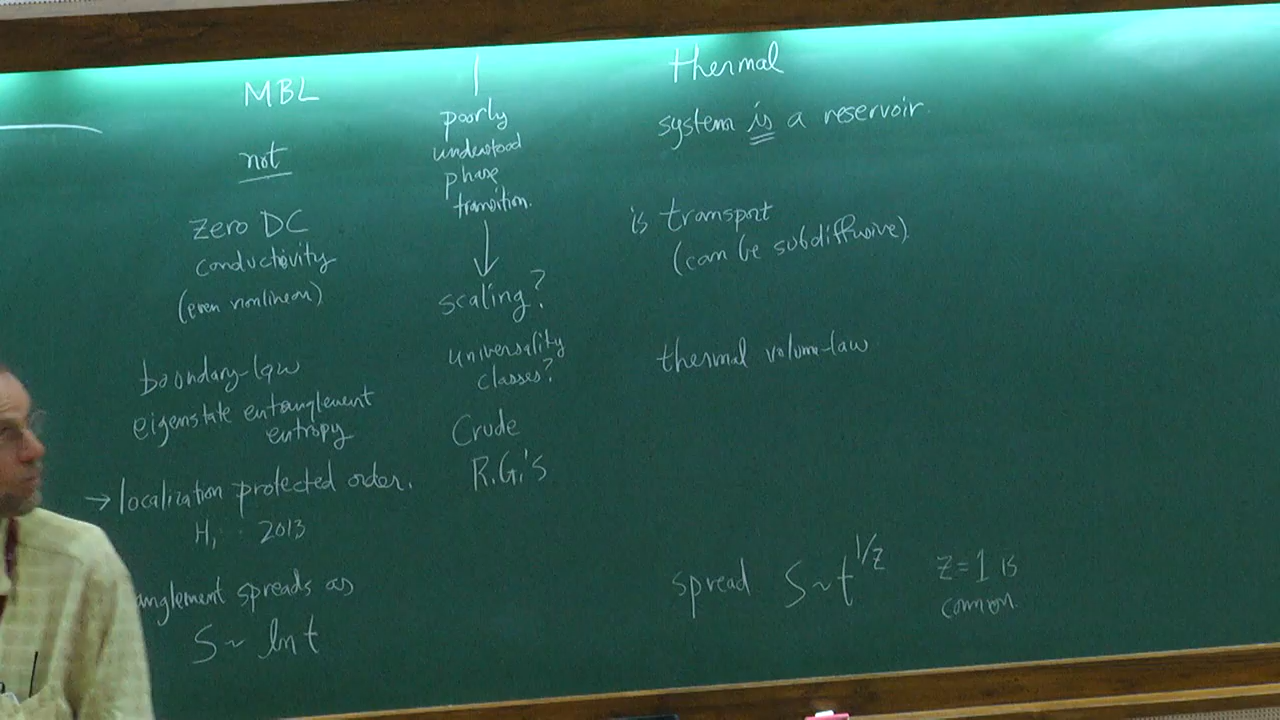 MBL
not
zero DC
conductivity
(even nonlinear)
boundary-law
eigenstate entanglement
entropy
→ localization protected order.
H, 2013
anglement spreads as
S ~ ln t
poorly
understood
phase
transition.
scaling?
universality
classes?
Crude
R.G.'s
thermal
system is a reservoir.
is transport
(can be subdiffusive)
thermal volume-law
spread S ~ t^1/z z=1 is
common.